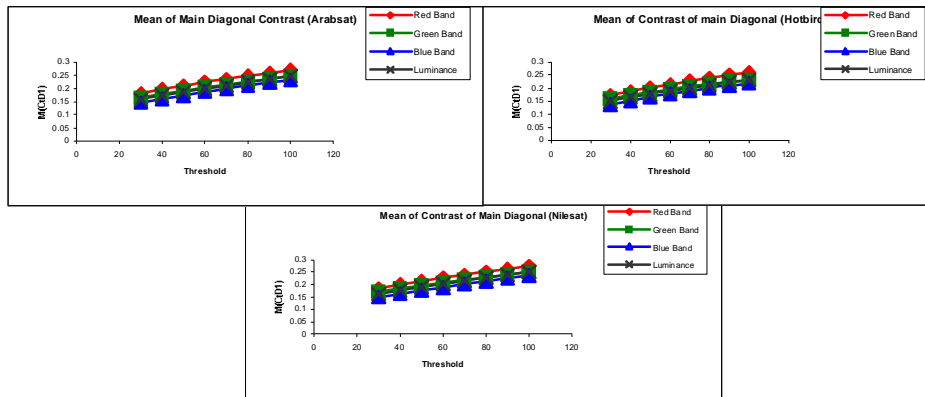 Mean of Main Diagonal Contrast (Arabsat)
Red Band
Green Band
Blue Band
Luminance
0.3
0.25
0.2
0.15
0.1
0.05
0
M(CtD1)
0 20 40 60 80 100 120
Threshold
Mean of Contrast of main Diagonal (Hotbird
Red Band
Green Band
Blue Band
Luminance
0.3
0.25
0.2
0.15
0.1
0.05
0
M(CtD1)
0 20 40 60 80 100 120
Threshold
Mean of Contrast of Main Diagonal (Nilesat)
Red Band
Green Band
Blue Band
Luminance
0.3
0.25
0.2
0.15
0.1
0.05
0
M(CtD1)
0 20 40 60 80 100 120
Threshold